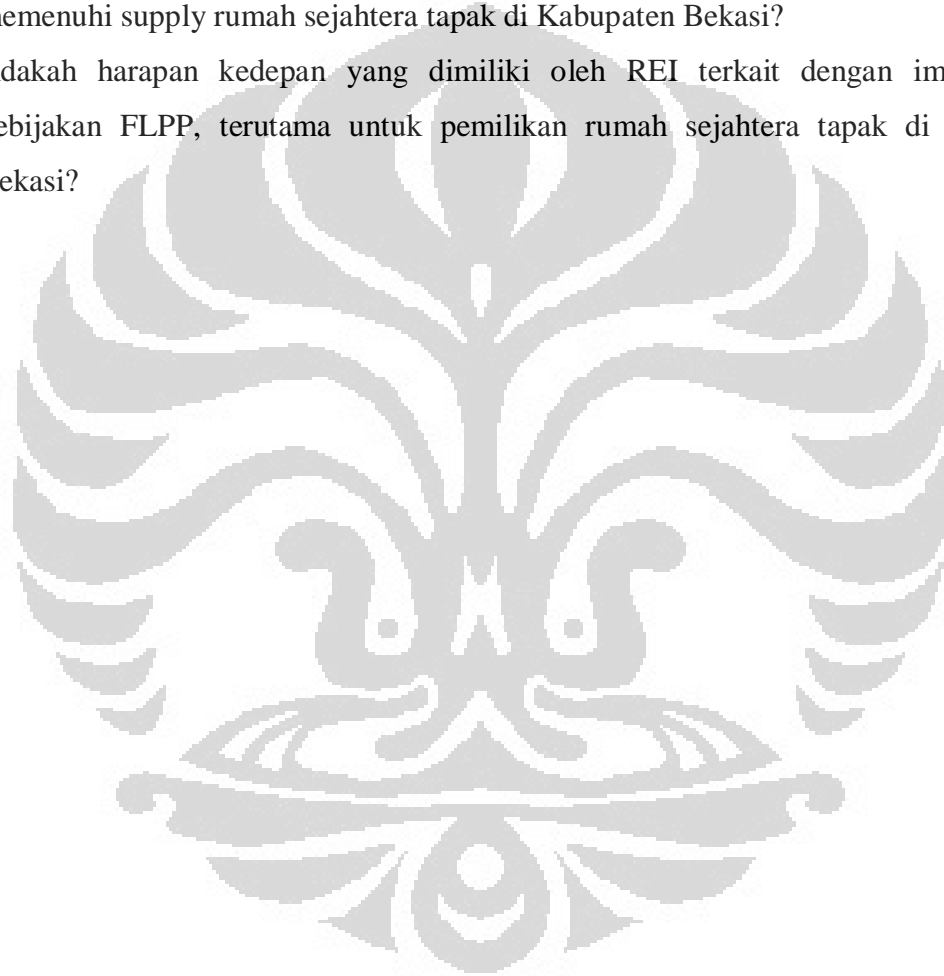 memenuhi supply rumah sejahtera tapak di Kabupaten Bekasi?
dakah harapan kedepan yang dimiliki oleh REI terkait dengan im
ebijakan FLPP, terutama untuk pemilikan rumah sejahtera tapak di
ekasi?